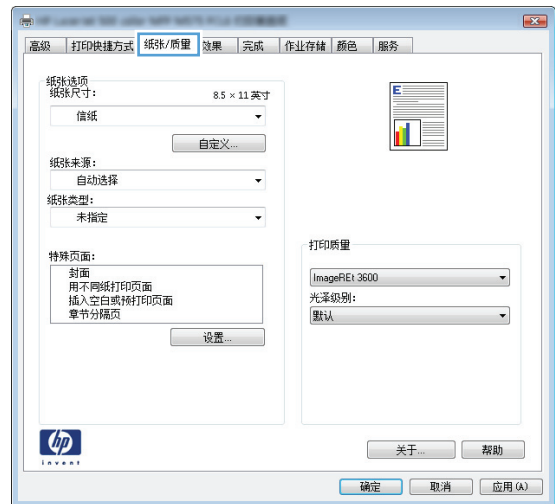 高级 打印快捷方式 纸张/质量 效果 完成 作业存储 颜色 服务
纸张选项
纸张尺寸: 8.5 × 11 英寸
信纸
自定义...
纸张来源:
自动选择
纸张类型:
未指定
特殊页面:
封面
用不同纸打印页面
插入空白或预打印页面
章节分隔页
设置...
E
打印质量
ImageREt 3600
光泽级别:
默认
hp
invent
关于... 帮助
确定 取消 应用(A)